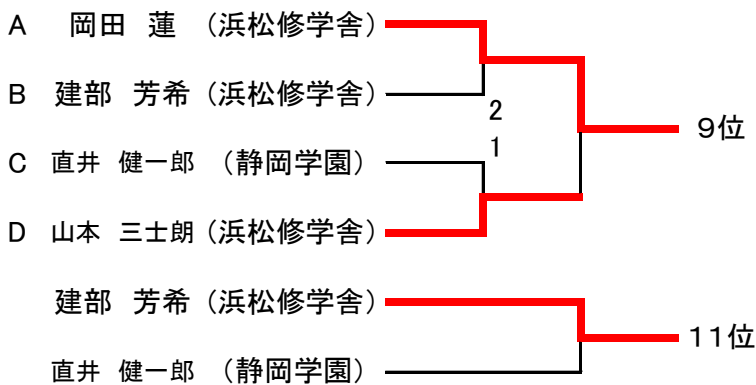 A 岡田 蓮 (浜松修学舎)
B 建部 芳希 (浜松修学舎)
2
9位
1
C 直井 健一郎 (静岡学園)
D 山本 三士朗 (浜松修学舎)
建部 芳希 (浜松修学舎)
11位
直井 健一郎 (静岡学園)